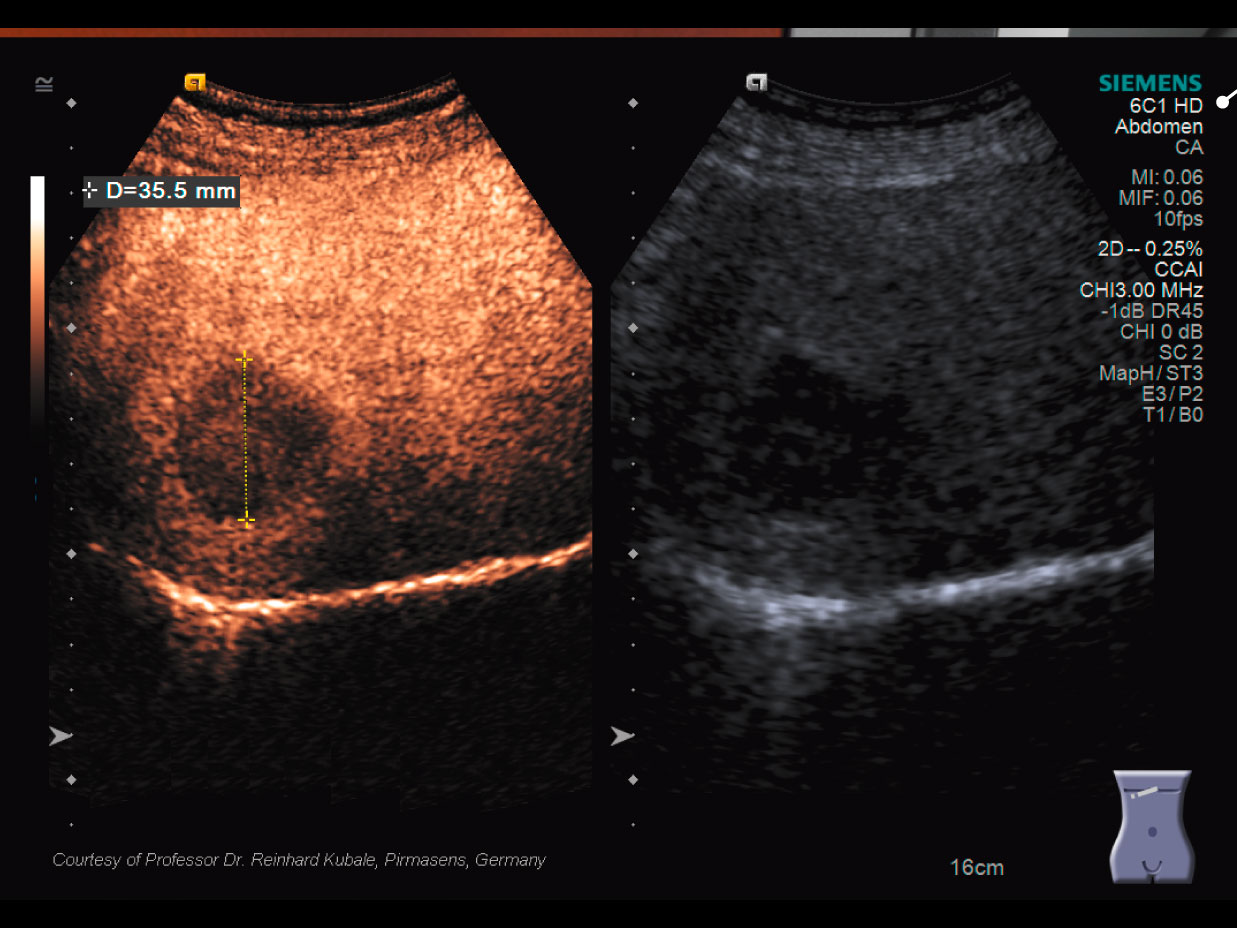 SIEMENS
6C1 HD
Abdomen
CA
MI: 0.06
MIF: 0.06
10fps
2D -- 0.25%
CCAI
CHI3.00 MHz
-1dB DR45
CHI 0 dB
SC 2
MapH / ST3
E3 / P2
T1 / B0
D=35.5 mm
Courtesy of Professor Dr. Reinhard Kubale, Pirmasens, Germany
16cm